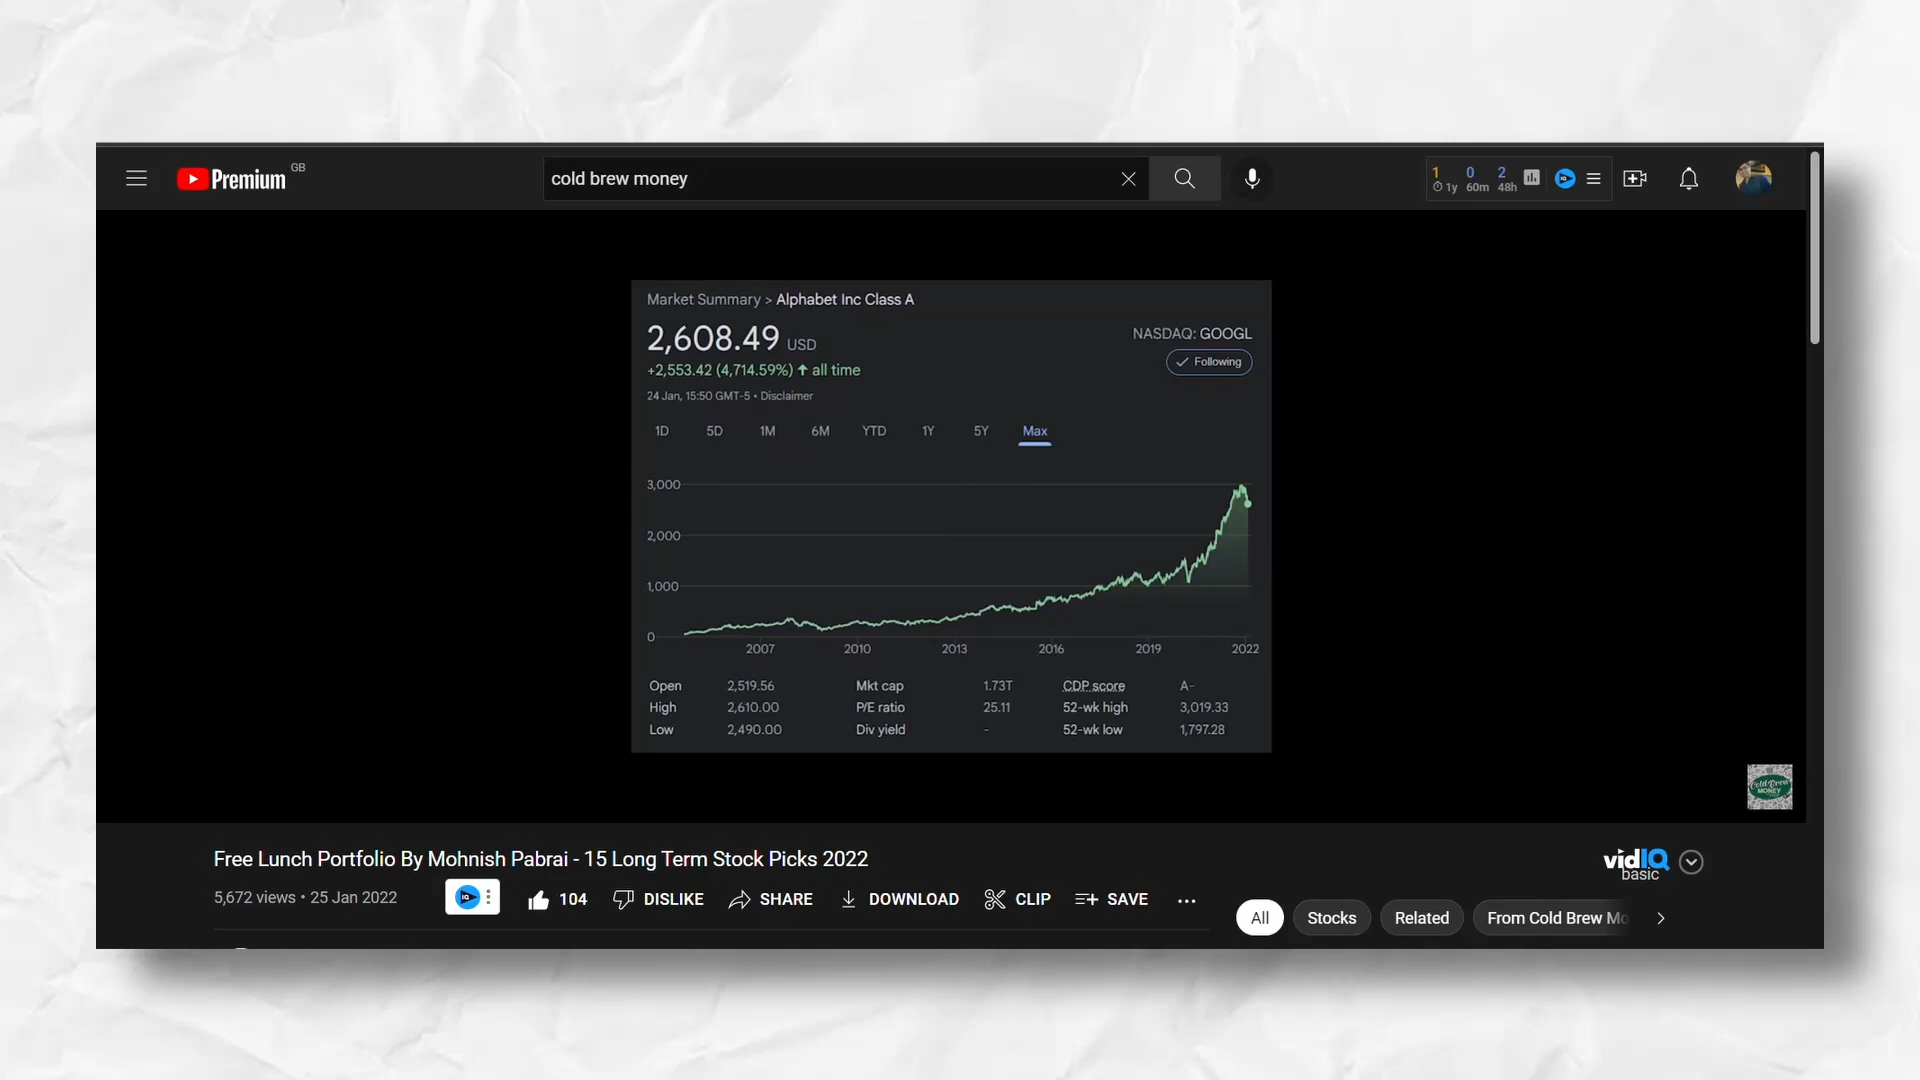 Premium GB
cold brew money
1 0 2
1y 60m 48h
Market Summary > Alphabet Inc Class A
2,608.49 USD
NASDAQ: GOOGL
+2,553.42 (4,714.59%) ↑ all time
Following
24 Jan, 15:50 GMT-5 • Disclaimer
1D 5D 1M 6M YTD 1Y 5Y Max
3,000
2,000
1,000
0
2007 2010 2013 2016 2019 2022
Open 2,519.56 Mkt cap 1.73T CDP score A-
High 2,610.00 P/E ratio 25.11 52-wk high 3,019.33
Low 2,490.00 Div yield - 52-wk low 1,797.28
Cold Brew
MONEY
Free Lunch Portfolio By Mohnish Pabrai - 15 Long Term Stock Picks 2022
vidIQ
basic
5,672 views • 25 Jan 2022
IQ
104 DISLIKE SHARE DOWNLOAD CLIP SAVE ...
All Stocks Related From Cold Brew Mo